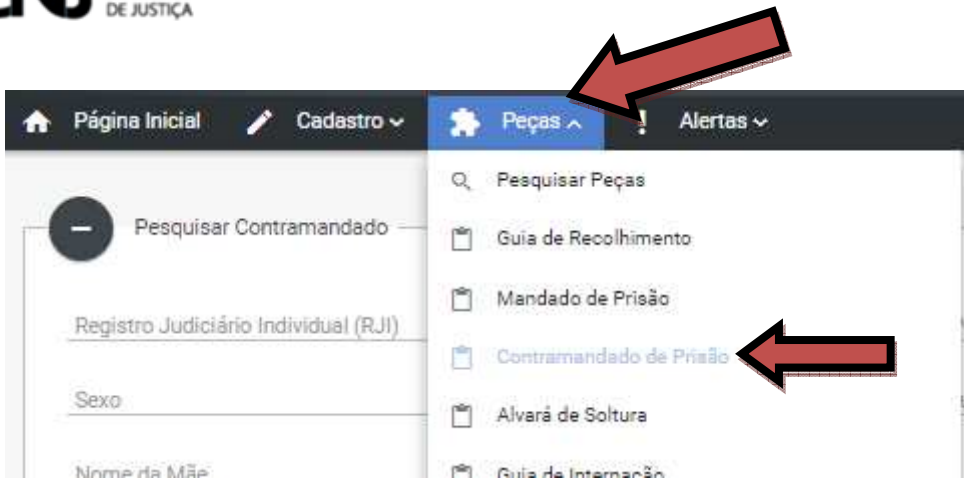 DE JUSTIÇA
Página Inicial Cadastro Peças Alertas
Pesquisar Peças
Pesquisar Contramandado
Guia de Recolhimento
Mandado de Prisão
Registro Judiciário Individual (RJI)
Contramandado de Prisão
Sexo
Alvará de Soltura
Nome da Mãe
Guia de Internação